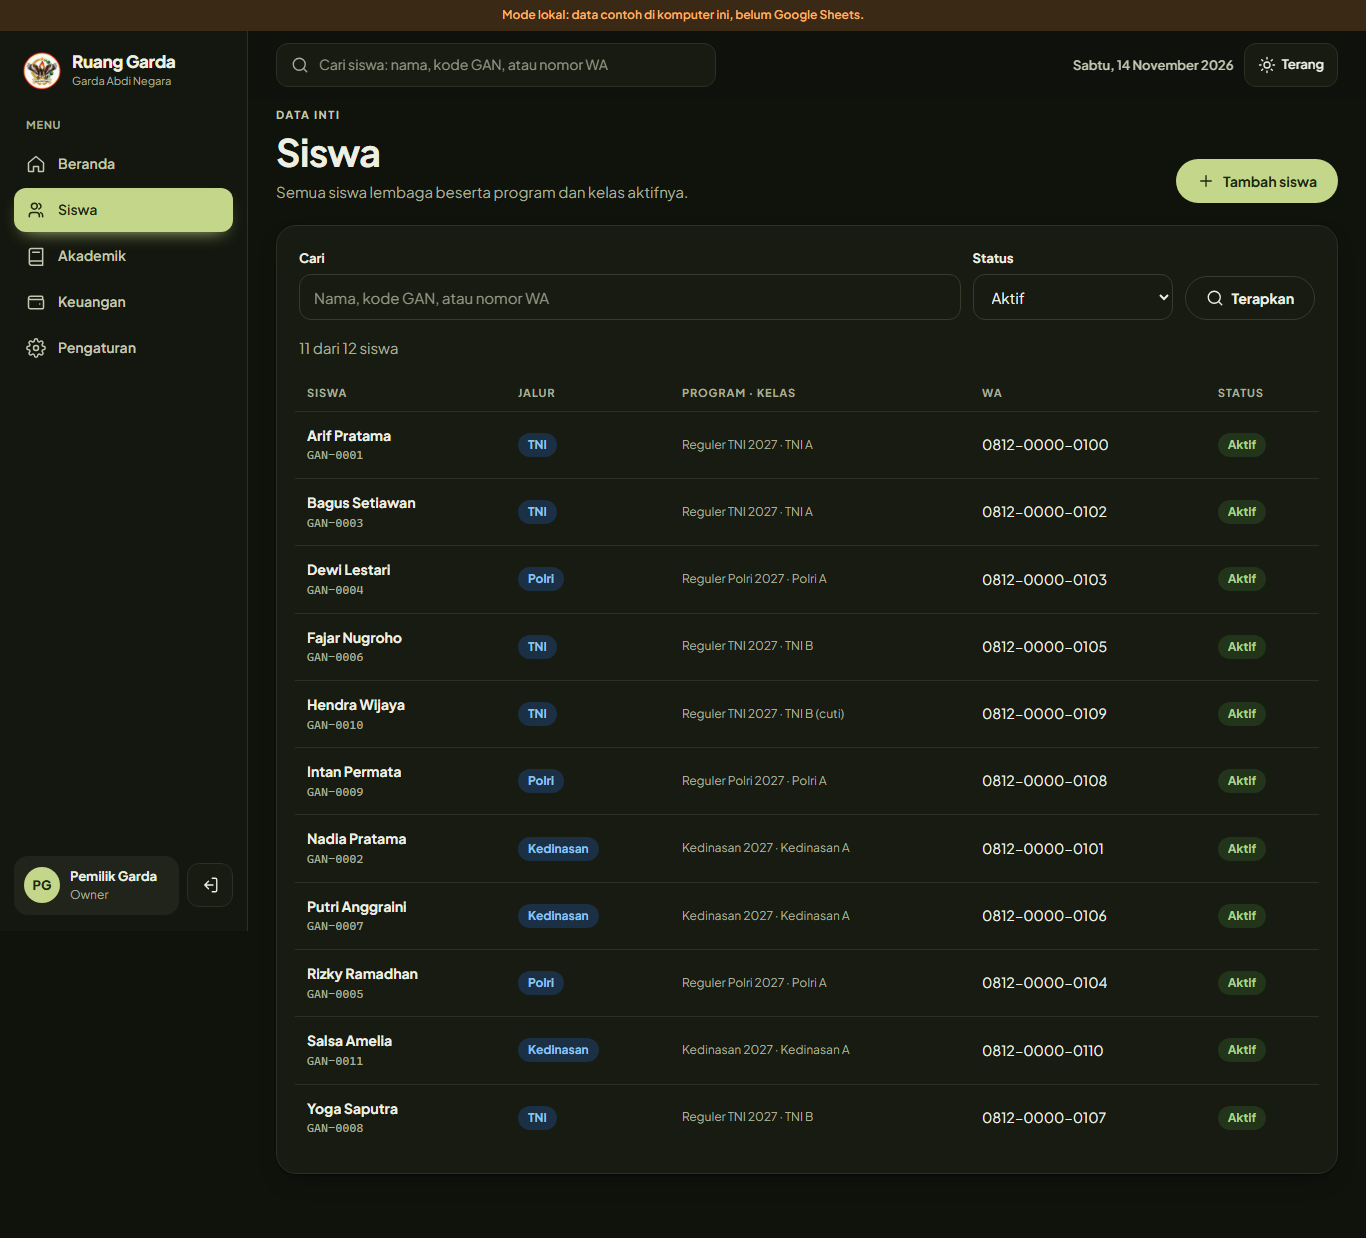 Mode lokal: data contoh di komputer ini, belum Google Sheets.
Ruang Garda
Garda Abdi Negara
Cari siswa: nama, kode GAN, atau nomor WA
Sabtu, 14 November 2026
Terang
MENU
Beranda
Siswa
Akademik
Keuangan
Pengaturan
PG
Pemilik Garda
Owner
DATA INTI
Siswa
Semua siswa lembaga beserta program dan kelas aktifnya.
Tambah siswa
Cari
Status
Nama, kode GAN, atau nomor WA
Aktif
Terapkan
11 dari 12 siswa
SISWA JALUR PROGRAM · KELAS WA STATUS
Arif Pratama
GAN-0001
TNI
Reguler TNI 2027 · TNI A
0812-0000-0100
Aktif
Bagus Setiawan
GAN-0003
TNI
Reguler TNI 2027 · TNI A
0812-0000-0102
Aktif
Dewi Lestari
GAN-0004
Polri
Reguler Polri 2027 · Polri A
0812-0000-0103
Aktif
Fajar Nugroho
GAN-0006
TNI
Reguler TNI 2027 · TNI B
0812-0000-0105
Aktif
Hendra Wijaya
GAN-0010
TNI
Reguler TNI 2027 · TNI B (cuti)
0812-0000-0109
Aktif
Intan Permata
GAN-0009
Polri
Reguler Polri 2027 · Polri A
0812-0000-0108
Aktif
Nadia Pratama
GAN-0002
Kedinasan
Kedinasan 2027 · Kedinasan A
0812-0000-0101
Aktif
Putri Anggraini
GAN-0007
Kedinasan
Kedinasan 2027 · Kedinasan A
0812-0000-0106
Aktif
Rizky Ramadhan
GAN-0005
Polri
Reguler Polri 2027 · Polri A
0812-0000-0104
Aktif
Salsa Amelia
GAN-0011
Kedinasan
Kedinasan 2027 · Kedinasan A
0812-0000-0110
Aktif
Yoga Saputra
GAN-0008
TNI
Reguler TNI 2027 · TNI B
0812-0000-0107
Aktif